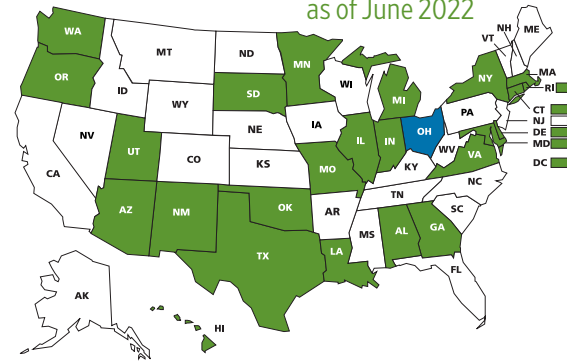 as of June 2022
WA
MT
ND
MN
VT
NH
ME
OR
ID
WY
SD
WI
MI
NY
MA
RI
CT
NJ
DE
MD
DC
NV
UT
CO
NE
IA
IL
IN
OH
PA
WV
VA
CA
KS
MO
KY
NC
TN
AZ
NM
OK
AR
SC
TX
LA
MS
AL
GA
FL
AK
HI